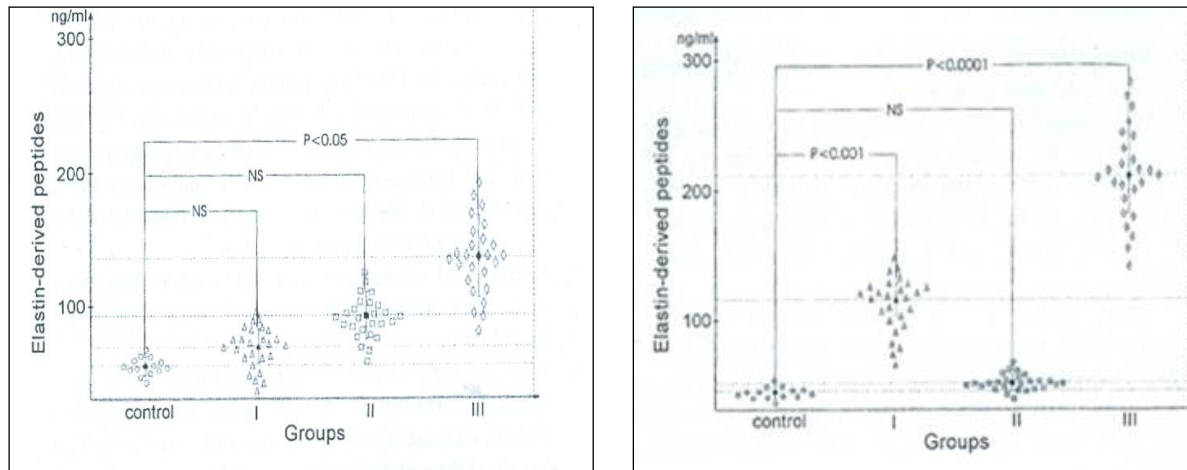 ng/ml
300
200
100
Elastin-derived peptides
P<0.05
NS
NS
control I II III
Groups
ng/ml
300
200
100
Elastin-derived peptides
P<0.0001
NS
P<0.001
control I II III
Groups